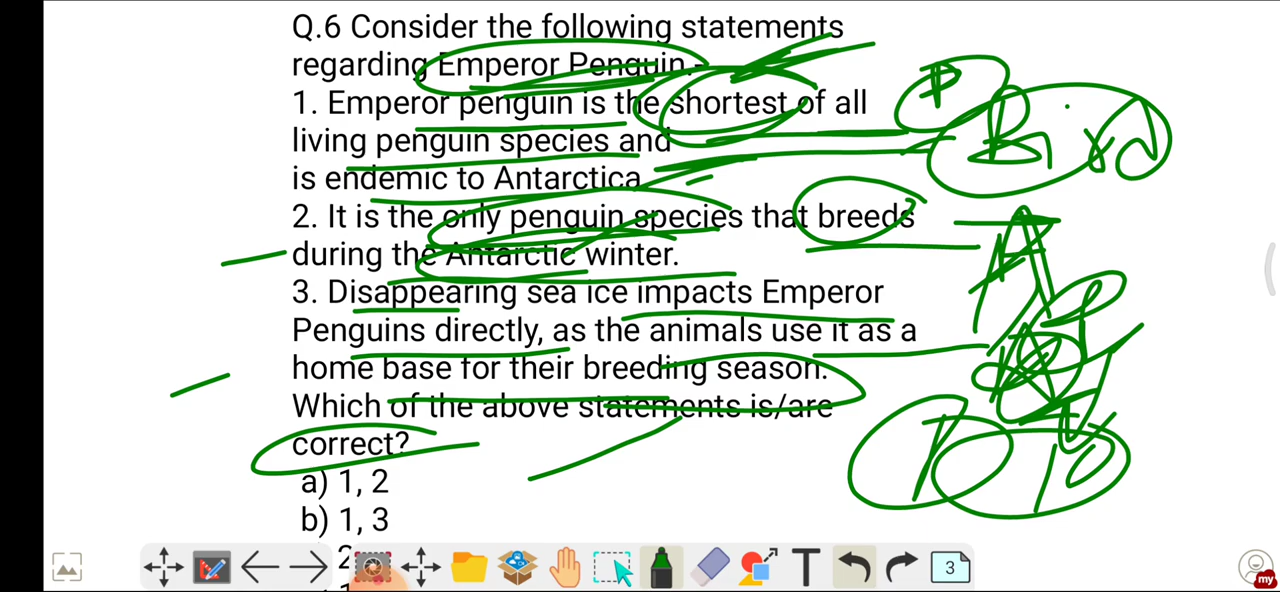 Q.6 Consider the following statements
regarding Emperor Penguin.-
1. Emperor penguin is the shortest of all
living penguin species and
is endemic to Antarctica
2. It is the only penguin species that breeds
during the Antarctic winter.
3. Disappearing sea ice impacts Emperor
Penguins directly, as the animals use it as a
home base for their breeding season.
Which of the above statements is/are
correct?
a) 1, 2
b) 1, 3
2
T
3
my